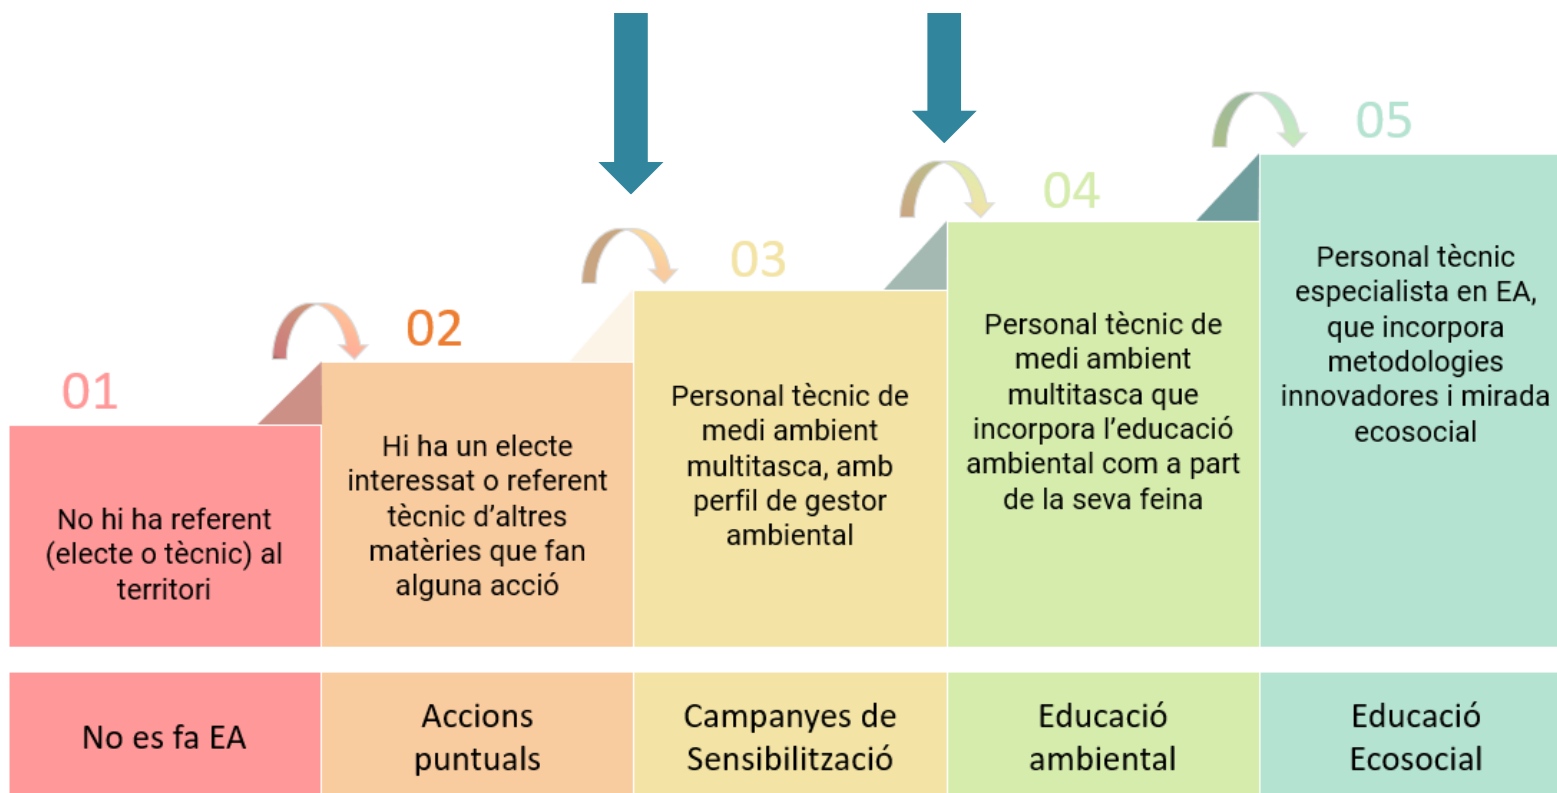 01
No hi ha referent
(electe o tècnic) al
territori
No es fa EA
02
Hi ha un electe
interessat o referent
tècnic d’altres
matèries que fan
alguna acció
Accions
puntuals
03
Personal tècnic de
medi ambient
multitasca, amb
perfil de gestor
ambiental
Campanyes de
Sensibilització
04
Personal tècnic de
medi ambient
multitasca que
incorpora l’educació
ambiental com a part
de la seva feina
Educació
ambiental
05
Personal tècnic
especialista en EA,
que incorpora
metodologies
innovadores i mirada
ecosocial
Educació
Ecosocial